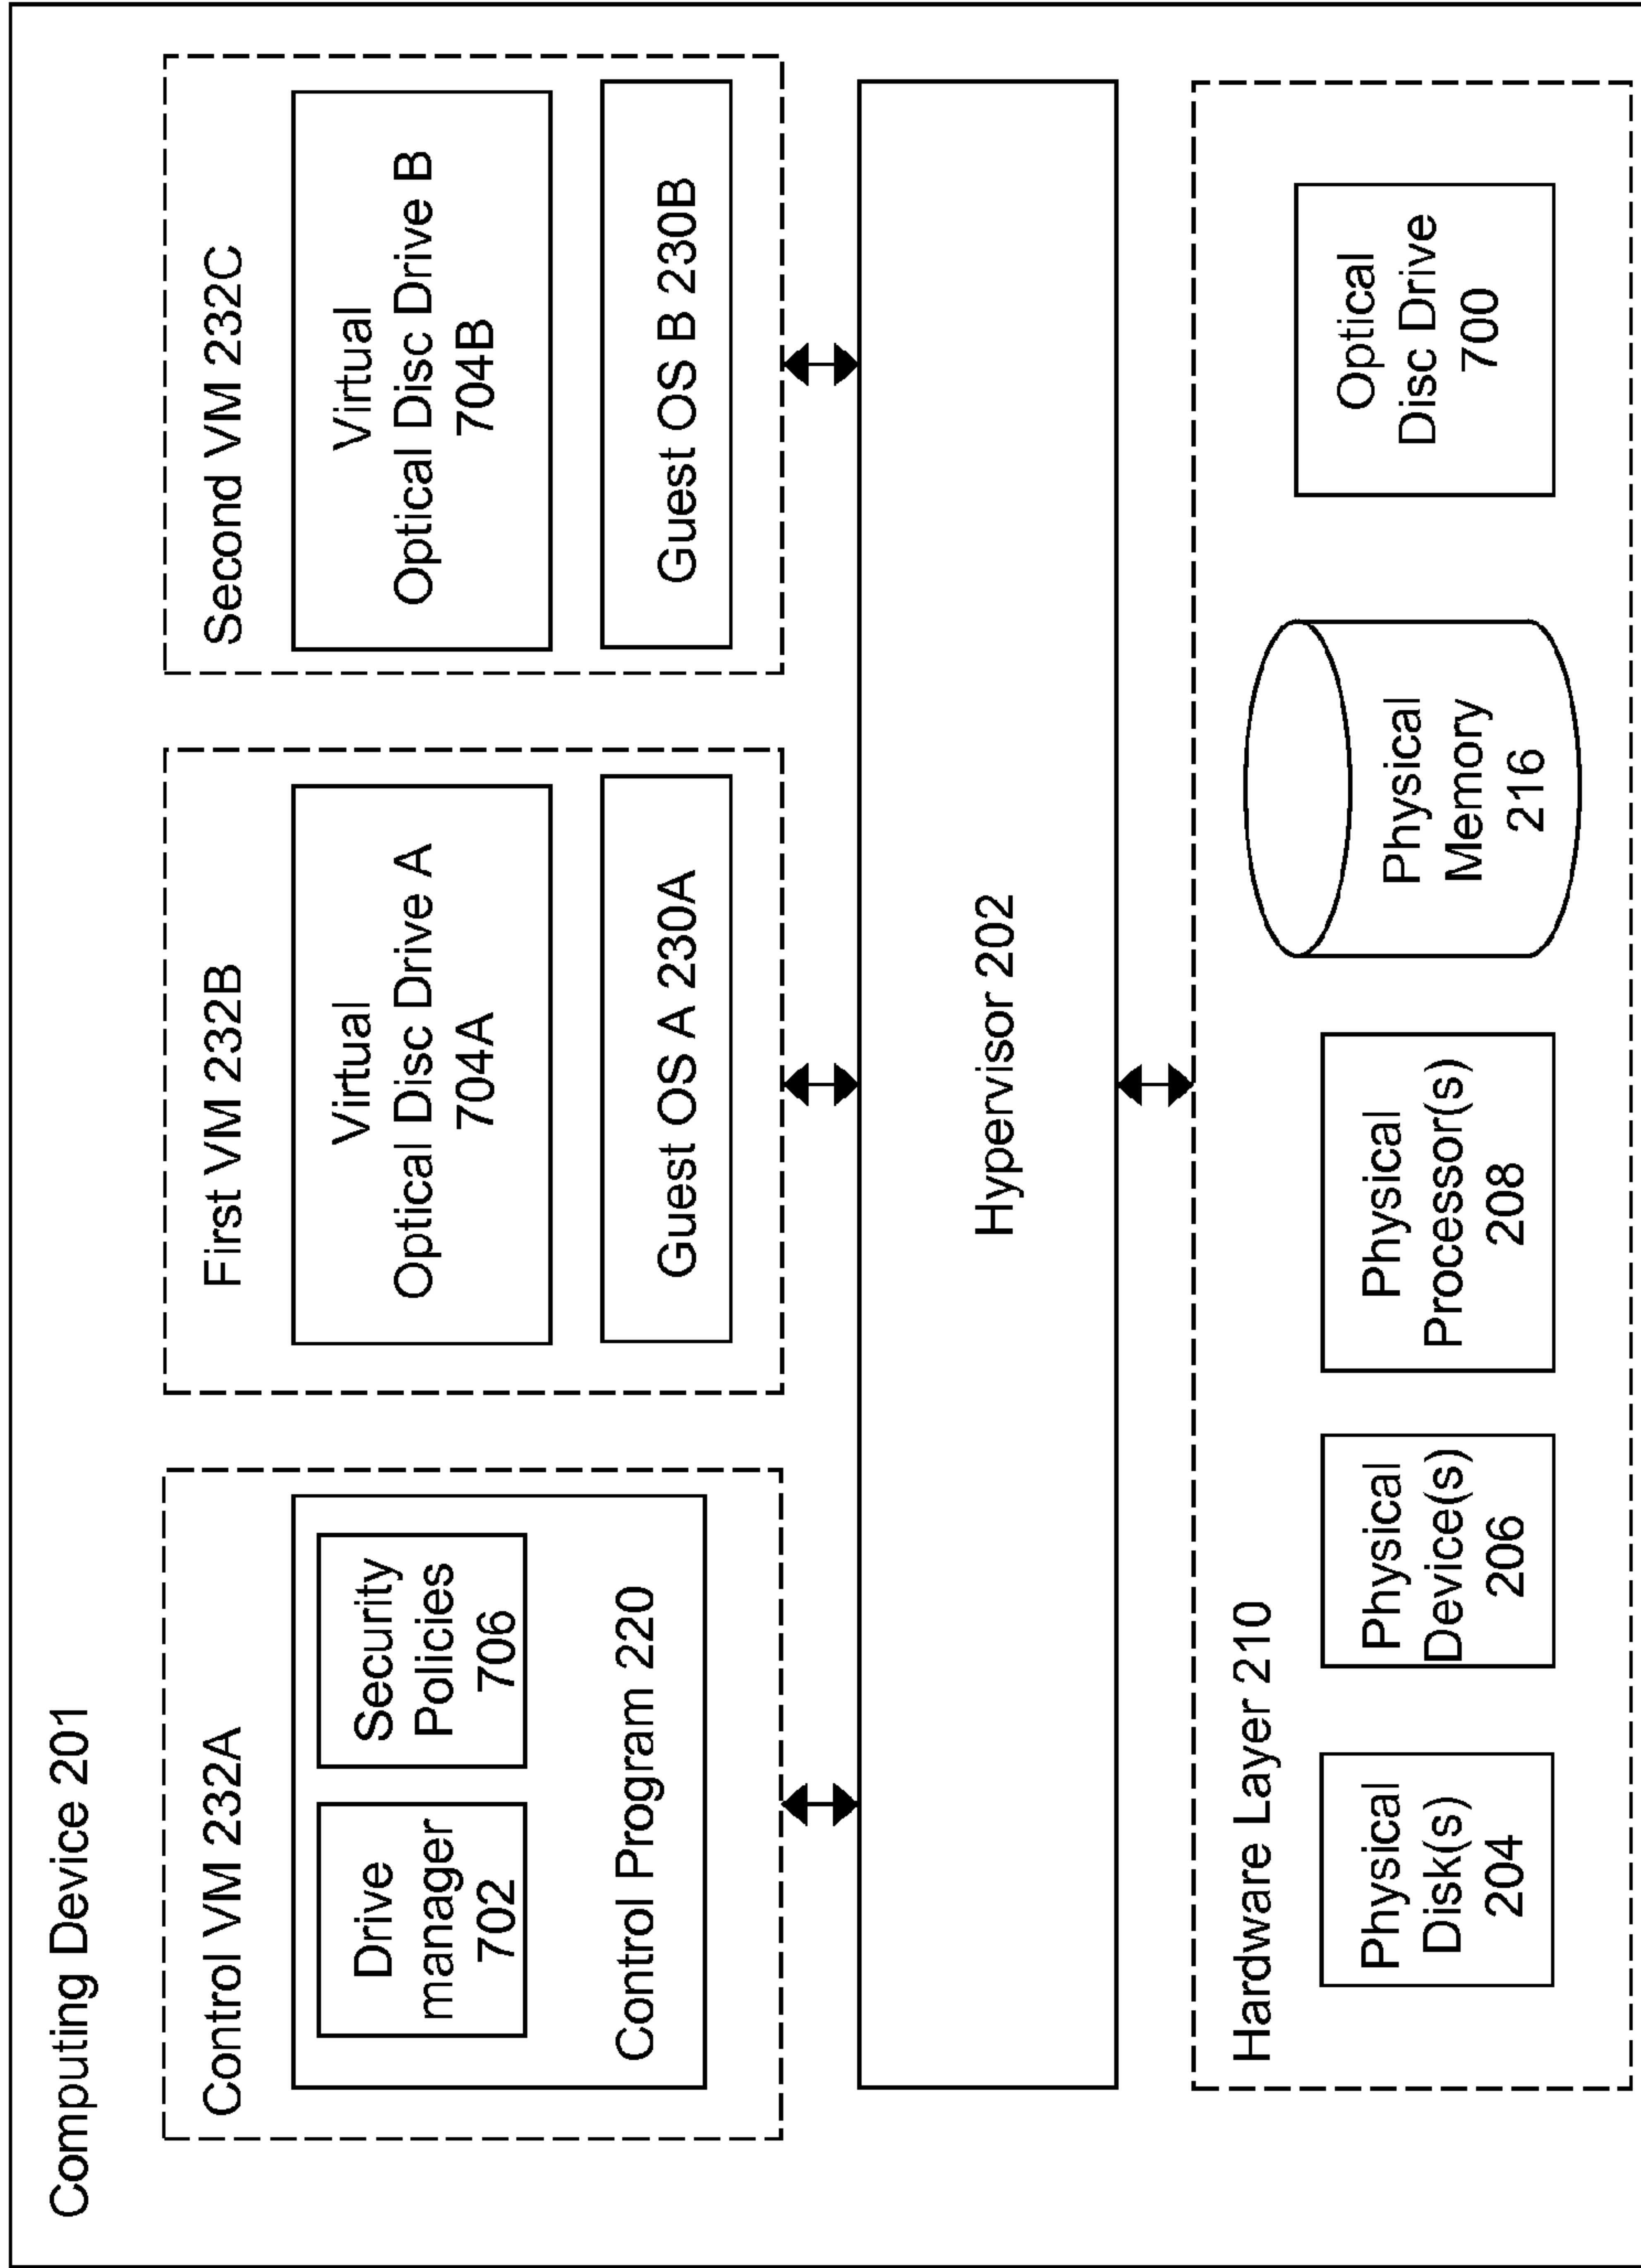 Computing Device 201
Control VM 232A
Drive
manager
702
Security
Policies
706
Control Program 220
First VM 232B
Virtual
Optical Disc Drive A
704A
Guest OS A 230A
Second VM 232C
Virtual
Optical Disc Drive B
704B
Guest OS B 230B
Hypervisor 202
Hardware Layer 210
Physical
Disk(s)
204
Physical
Device(s)
206
Physical
Processor(s)
208
Physical
Memory
216
Optical
Disc Drive
700